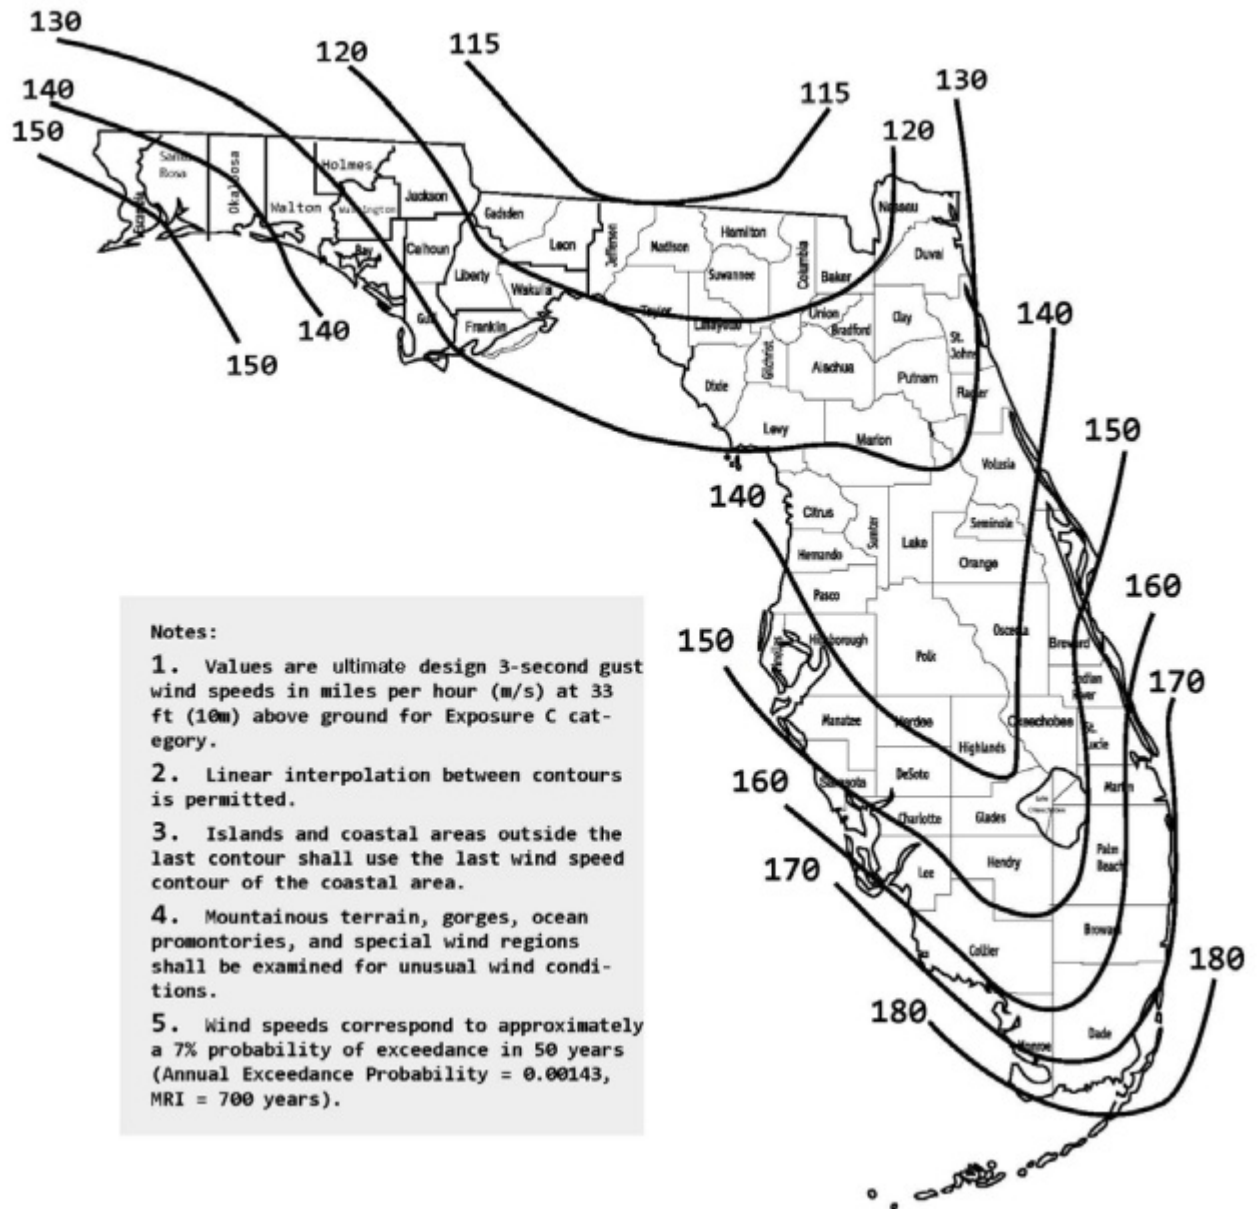 130
120
115
115
130
140
150
120
Santa
Rosa
Okaloosa
Holmes
Walton
Washington
Jackson
Bay
Calhoun
Gulf
Liberty
Gadsden
Leon
Wakulla
Franklin
Jefferson
Madison
Taylor
Hamilton
Suwannee
Lafayette
Columbia
Baker
Nassau
Duval
Union
Bradford
Clay
St.
Johns
Dixie
Gilchrist
Alachua
Putnam
Flagler
Levy
Marion
Volusia
140
150
140
150
140
150
Citrus
Sumter
Lake
Seminole
Orange
Hernando
Pasco
Pinellas
Hillsborough
Polk
Osceola
Brevard
Indian
River
160
150
170
Manatee
Hardee
Highlands
Okeechobee
St.
Lucie
Sarasota
DeSoto
Martin
160
Charlotte
Glades
Lake
170
Lee
Hendry
Palm
Beach
Collier
Broward
180
180
Monroe
Dade
Notes:
1. Values are ultimate design 3-second gust
wind speeds in miles per hour (m/s) at 33
ft (10m) above ground for Exposure C cat-
egory.
2. Linear interpolation between contours
is permitted.
3. Islands and coastal areas outside the
last contour shall use the last wind speed
contour of the coastal area.
4. Mountainous terrain, gorges, ocean
promontories, and special wind regions
shall be examined for unusual wind condi-
tions.
5. Wind speeds correspond to approximately
a 7% probability of exceedance in 50 years
(Annual Exceedance Probability = 0.00143,
MRI = 700 years).